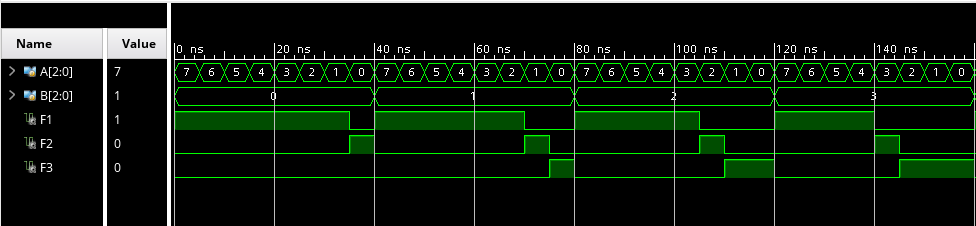 Name Value
0 ns 20 ns 40 ns 60 ns 80 ns 100 ns 120 ns 140 ns
A[2:0] 7 7 6 5 4 3 2 1 0 7 6 5 4 3 2 1 0 7 6 5 4 3 2 1 0 7 6 5 4 3 2 1 0
B[2:0] 1 0 1 2 3
F1 1
F2 0
F3 0